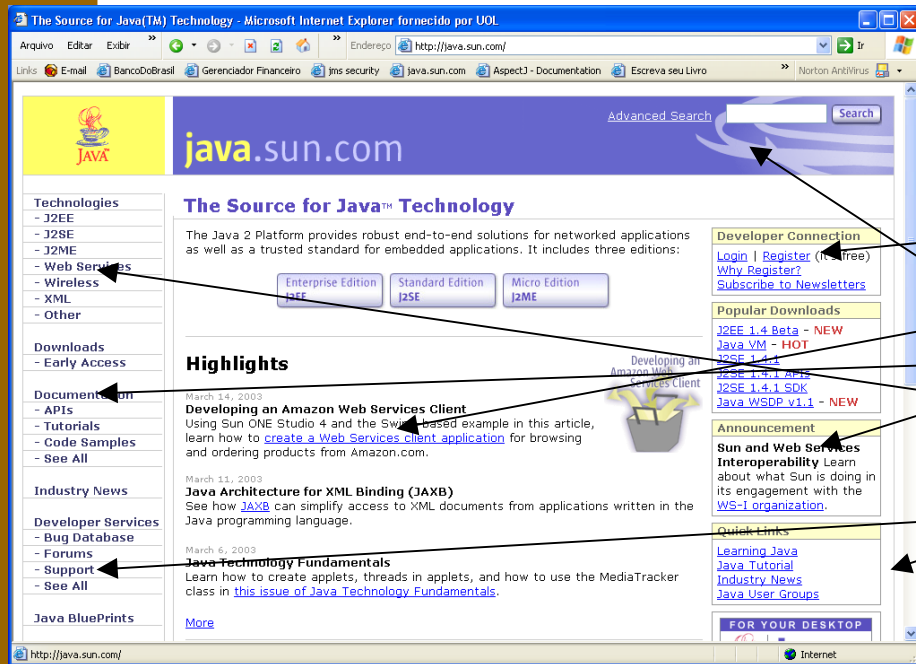 The Source for Java(TM) Technology - Microsoft Internet Explorer fornecido por UOL
Arquivo Editar Exibir » » Endereço http://java.sun.com/ Ir
Links E-mail BancoDoBrasil Gerenciador Financeiro jms security java.sun.com AspectJ - Documentation Escreva seu Livro » Norton AntiVirus
JAVA
Advanced Search Search
java.sun.com
Technologies
- J2EE
- J2SE
- J2ME
- Web Services
- Wireless
- XML
- Other
Downloads
- Early Access
Documentation
- APIs
- Tutorials
- Code Samples
- See All
Industry News
Developer Services
- Bug Database
- Forums
- Support
- See All
Java BluePrints
The Source for Java™ Technology
The Java 2 Platform provides robust end-to-end solutions for networked applications
as well as a trusted standard for embedded applications. It includes three editions:
Enterprise Edition
J2EE
Standard Edition
J2SE
Micro Edition
J2ME
Highlights
Developing an
Amazon Web
Services Client
March 14, 2003
Developing an Amazon Web Services Client
Using Sun ONE Studio 4 and the Swing-based example in this article,
learn how to create a Web Services client application for browsing
and ordering products from Amazon.com.
March 11, 2003
Java Architecture for XML Binding (JAXB)
See how JAXB can simplify access to XML documents from applications written in the
Java programming language.
March 6, 2003
Java Technology Fundamentals
Learn how to create applets, threads in applets, and how to use the MediaTracker
class in this issue of Java Technology Fundamentals.
More
Developer Connection
Login | Register (it's free)
Why Register?
Subscribe to Newsletters
Popular Downloads
J2EE 1.4 Beta - NEW
Java VM - HOT
J2SE 1.4.1
J2SE 1.4.1 APIs
J2SE 1.4.1 SDK
Java WSDP v1.1 - NEW
Announcement
Sun and Web Services
Interoperability Learn
about what Sun is doing in
its engagement with the
WS-I organization.
Quick Links
Learning Java
Java Tutorial
Industry News
Java User Groups
FOR YOUR DESKTOP
http://java.sun.com/ Internet